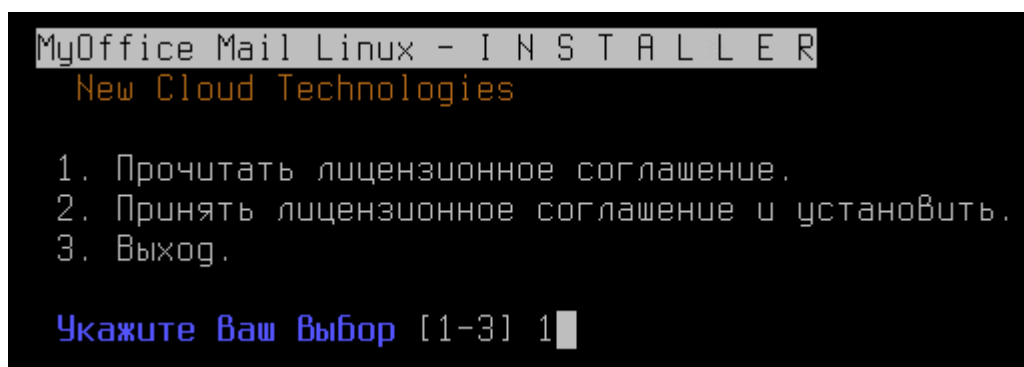 MyOffice Mail Linux - I N S T A L L E R
New Cloud Technologies
1. Прочитать лицензионное соглашение.
2. Принять лицензионное соглашение и установить.
3. Выход.
Укажите Ваш Выбор [1-3] 1